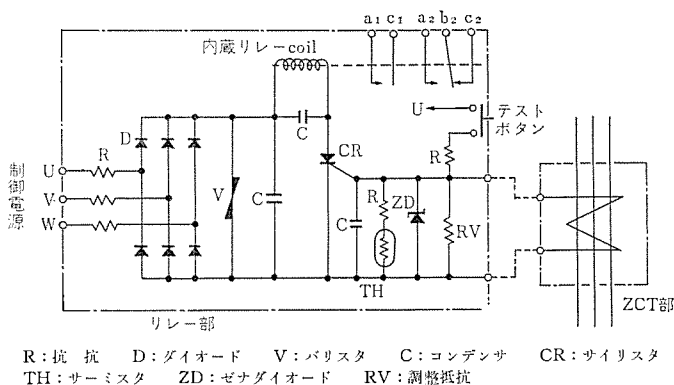 a1 c1 a2 b2 c2
内蔵リレーcoil
U
テスト
ボタン
C
D
R
CR
R
制御電源
U
V
W
V
C
C
R
ZD
RV
TH
リレー部
ZCT部
R：抗 抗 D：ダイオード V：バリスタ C：コンデンサ CR：サイリスタ
TH：サーミスタ ZD：ゼナダイオード RV：調整抵抗